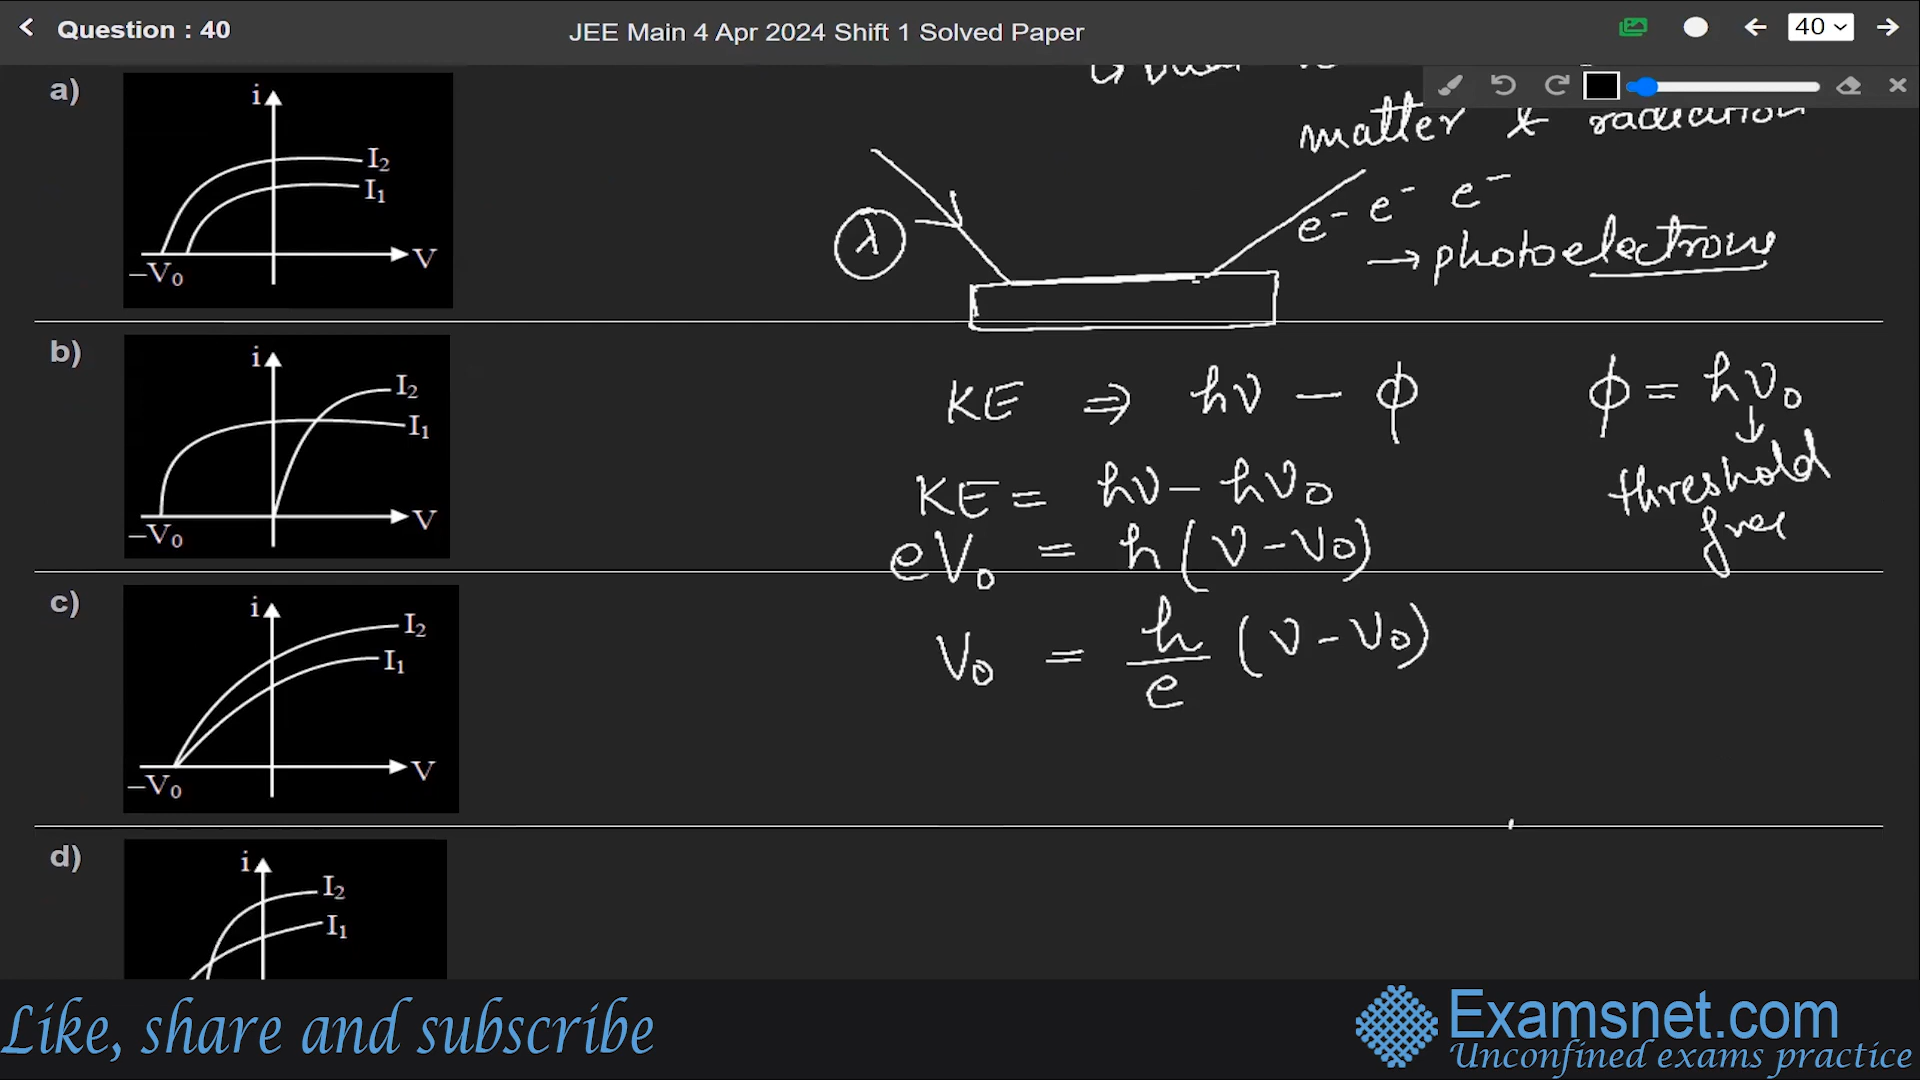 Question : 40
JEE Main 4 Apr 2024 Shift 1 Solved Paper
40
matter & radiation
a)
i
I2
I1
V
–V0
λ
e– e– e–
→ photoelectrons
b)
i
I2
I1
V
–V0
KE ⇒ hν – ϕ
ϕ = hν0
↓
threshold
freq
KE = hν – hν0
eV0 = h(ν – ν0)
c)
i
I2
I1
V
–V0
V0 = h/e (ν – ν0)
d)
i
I2
I1
Like, share and subscribe
Examsnet.com
Unconfined exams practice